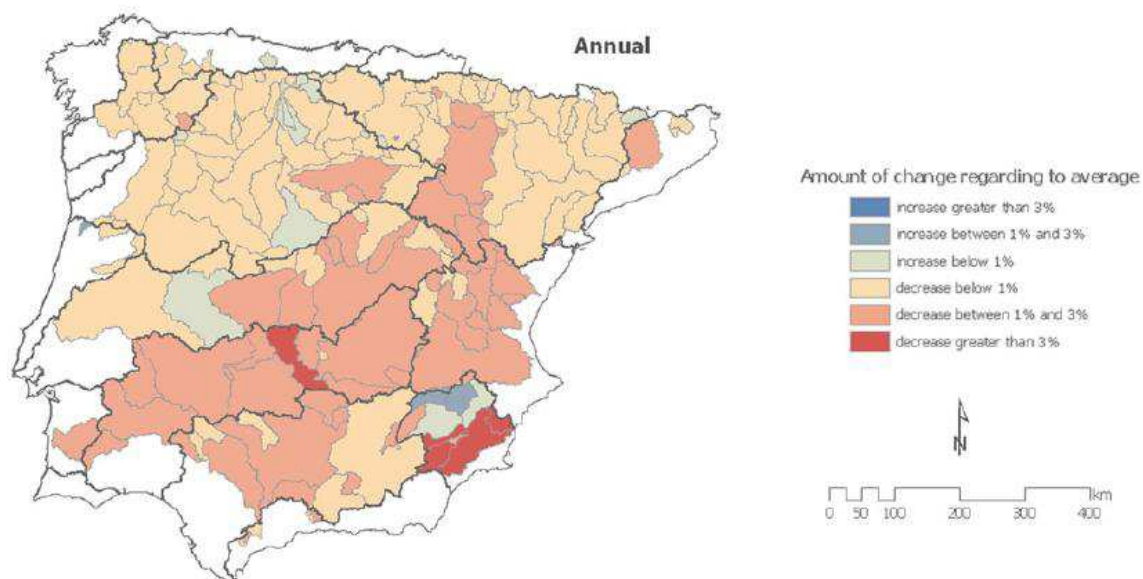 Annual
Amount of change regarding to average
increase greater than 3%
increase between 1% and 3%
increase below 1%
decrease below 1%
decrease between 1% and 3%
decrease greater than 3%
N
km
0 50 100 200 300 400